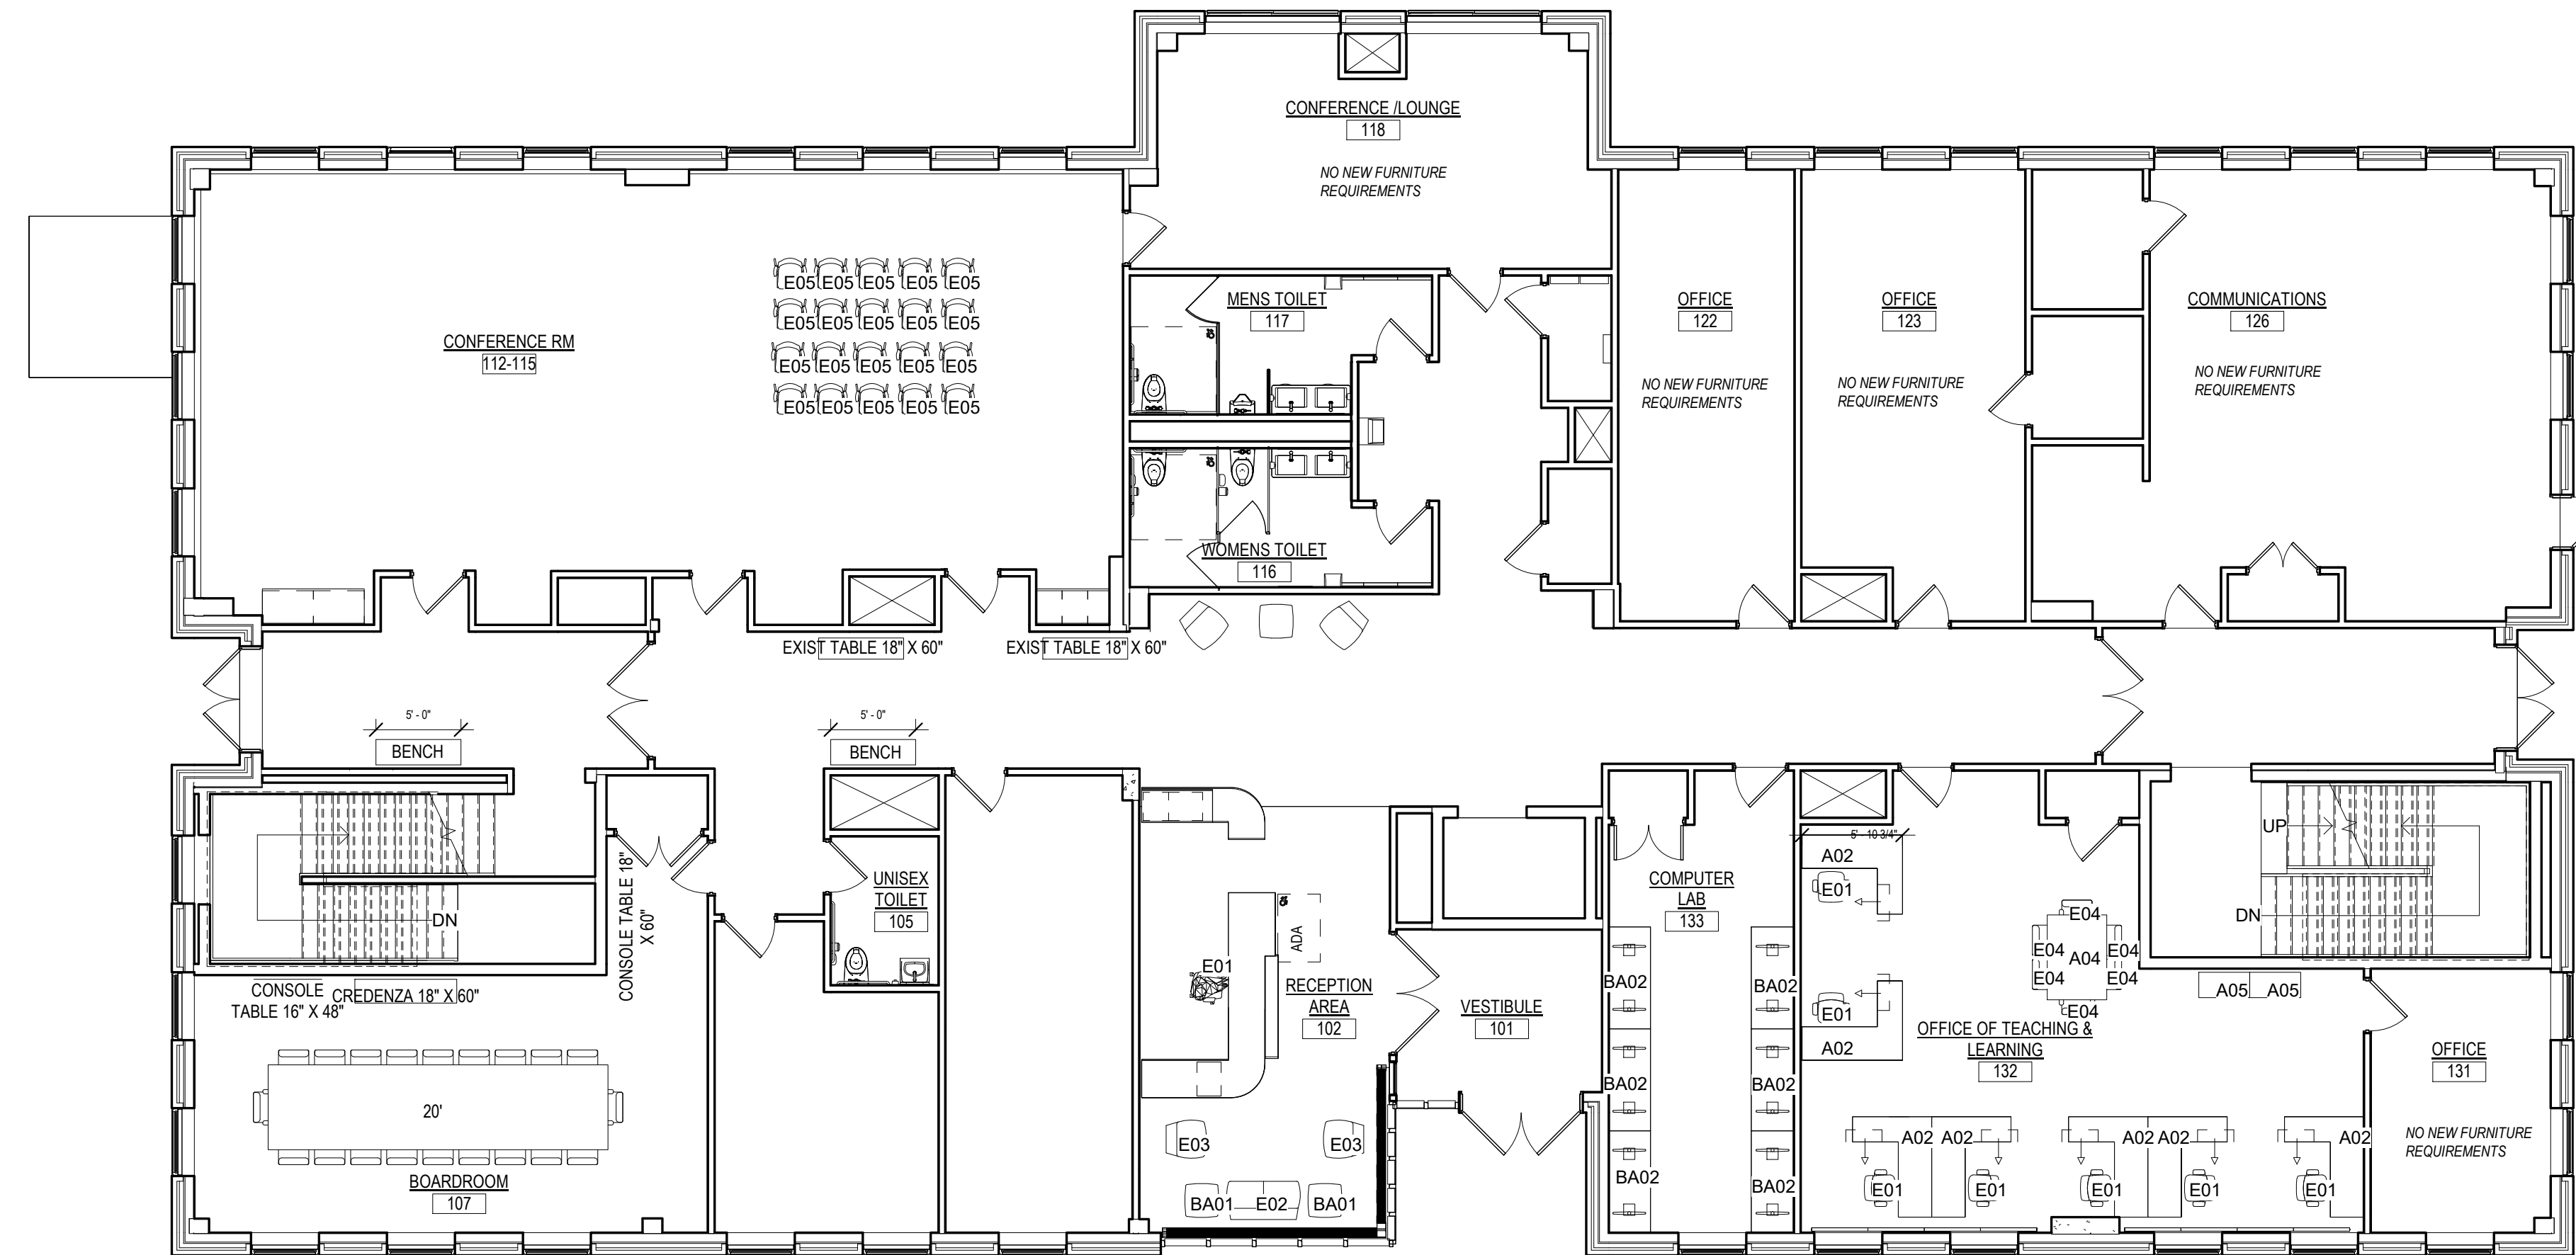 CONFERENCE /LOUNGE
118
NO NEW FURNITURE
REQUIREMENTS
CONFERENCE RM
112-115
E05 E05 E05 E05 E05
E05 E05 E05 E05 E05
E05 E05 E05 E05 E05
E05 E05 E05 E05 E05
MENS TOILET
117
WOMENS TOILET
116
OFFICE
122
NO NEW FURNITURE
REQUIREMENTS
OFFICE
123
NO NEW FURNITURE
REQUIREMENTS
COMMUNICATIONS
126
NO NEW FURNITURE
REQUIREMENTS
EXIST TABLE 18" X 60"
EXIST TABLE 18" X 60"
5' - 0"
BENCH
5' - 0"
BENCH
DN
CONSOLE TABLE 18"
X 60"
CONSOLE
TABLE 16" X 48"
CREDENZA 18" X 60"
20'
BOARDROOM
107
UNISEX
TOILET
105
E01
ADA
RECEPTION
AREA
102
E03
E03
BA01
E02
BA01
VESTIBULE
101
COMPUTER
LAB
133
BA02
BA02
BA02
BA02
BA02
BA02
5' - 10 3/4"
A02
E01
E01
A02
E04
E04
E04
A04
E04
E04
E04
OFFICE OF TEACHING &
LEARNING
132
A05 A05
A02 A02
A02 A02
A02
E01
E01
E01
E01
E01
UP
DN
OFFICE
131
NO NEW FURNITURE
REQUIREMENTS